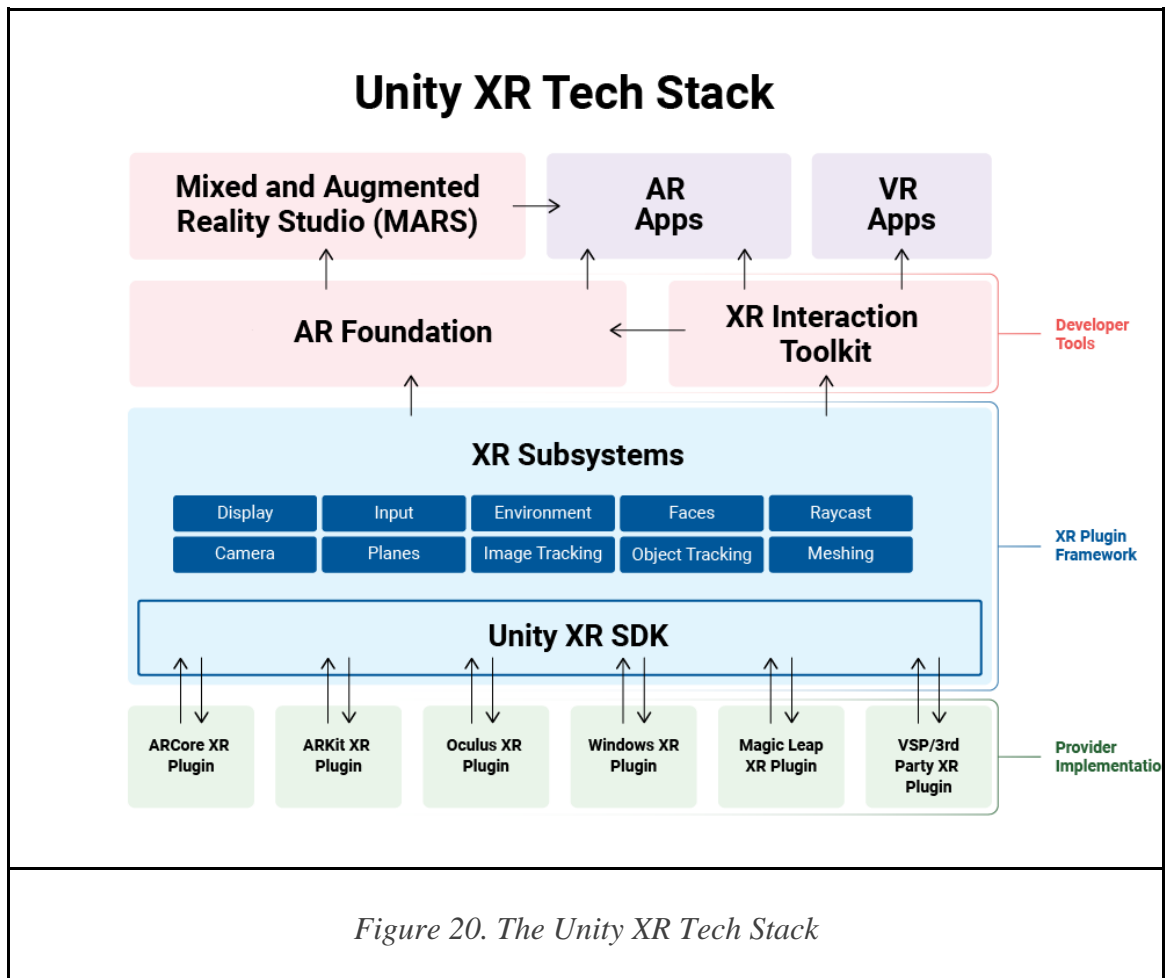 Unity XR Tech Stack
Mixed and Augmented
Reality Studio (MARS)
AR
Apps
VR
Apps
AR Foundation
XR Interaction
Toolkit
Developer
Tools
XR Subsystems
Display
Input
Environment
Faces
Raycast
Camera
Planes
Image Tracking
Object Tracking
Meshing
XR Plugin
Framework
Unity XR SDK
ARCore XR
Plugin
ARKit XR
Plugin
Oculus XR
Plugin
Windows XR
Plugin
Magic Leap
XR Plugin
VSP/3rd
Party XR
Plugin
Provider
Implementatio
Figure 20. The Unity XR Tech Stack